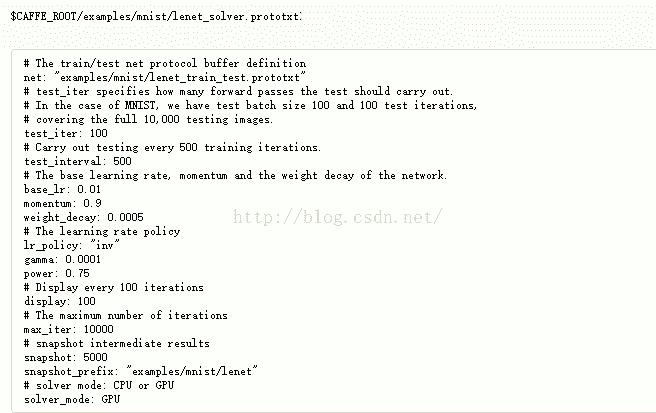 $CAFFE_ROOT/examples/mnist/lenet_solver.prototxt:
# The train/test net protocol buffer definition
net: "examples/mnist/lenet_train_test.prototxt"
# test_iter specifies how many forward passes the test should carry out.
# In the case of MNIST, we have test batch size 100 and 100 test iterations,
# covering the full 10,000 testing images.
test_iter: 100
# Carry out testing every 500 training iterations.
test_interval: 500
# The base learning rate, momentum and the weight decay of the network.
base_lr: 0.01
momentum: 0.9
weight_decay: 0.0005
http://blog.csdn.net/
# The learning rate policy
lr_policy: "inv"
gamma: 0.0001
power: 0.75
# Display every 100 iterations
display: 100
# The maximum number of iterations
max_iter: 10000
# snapshot intermediate results
snapshot: 5000
snapshot_prefix: "examples/mnist/lenet"
# solver mode: CPU or GPU
solver_mode: GPU